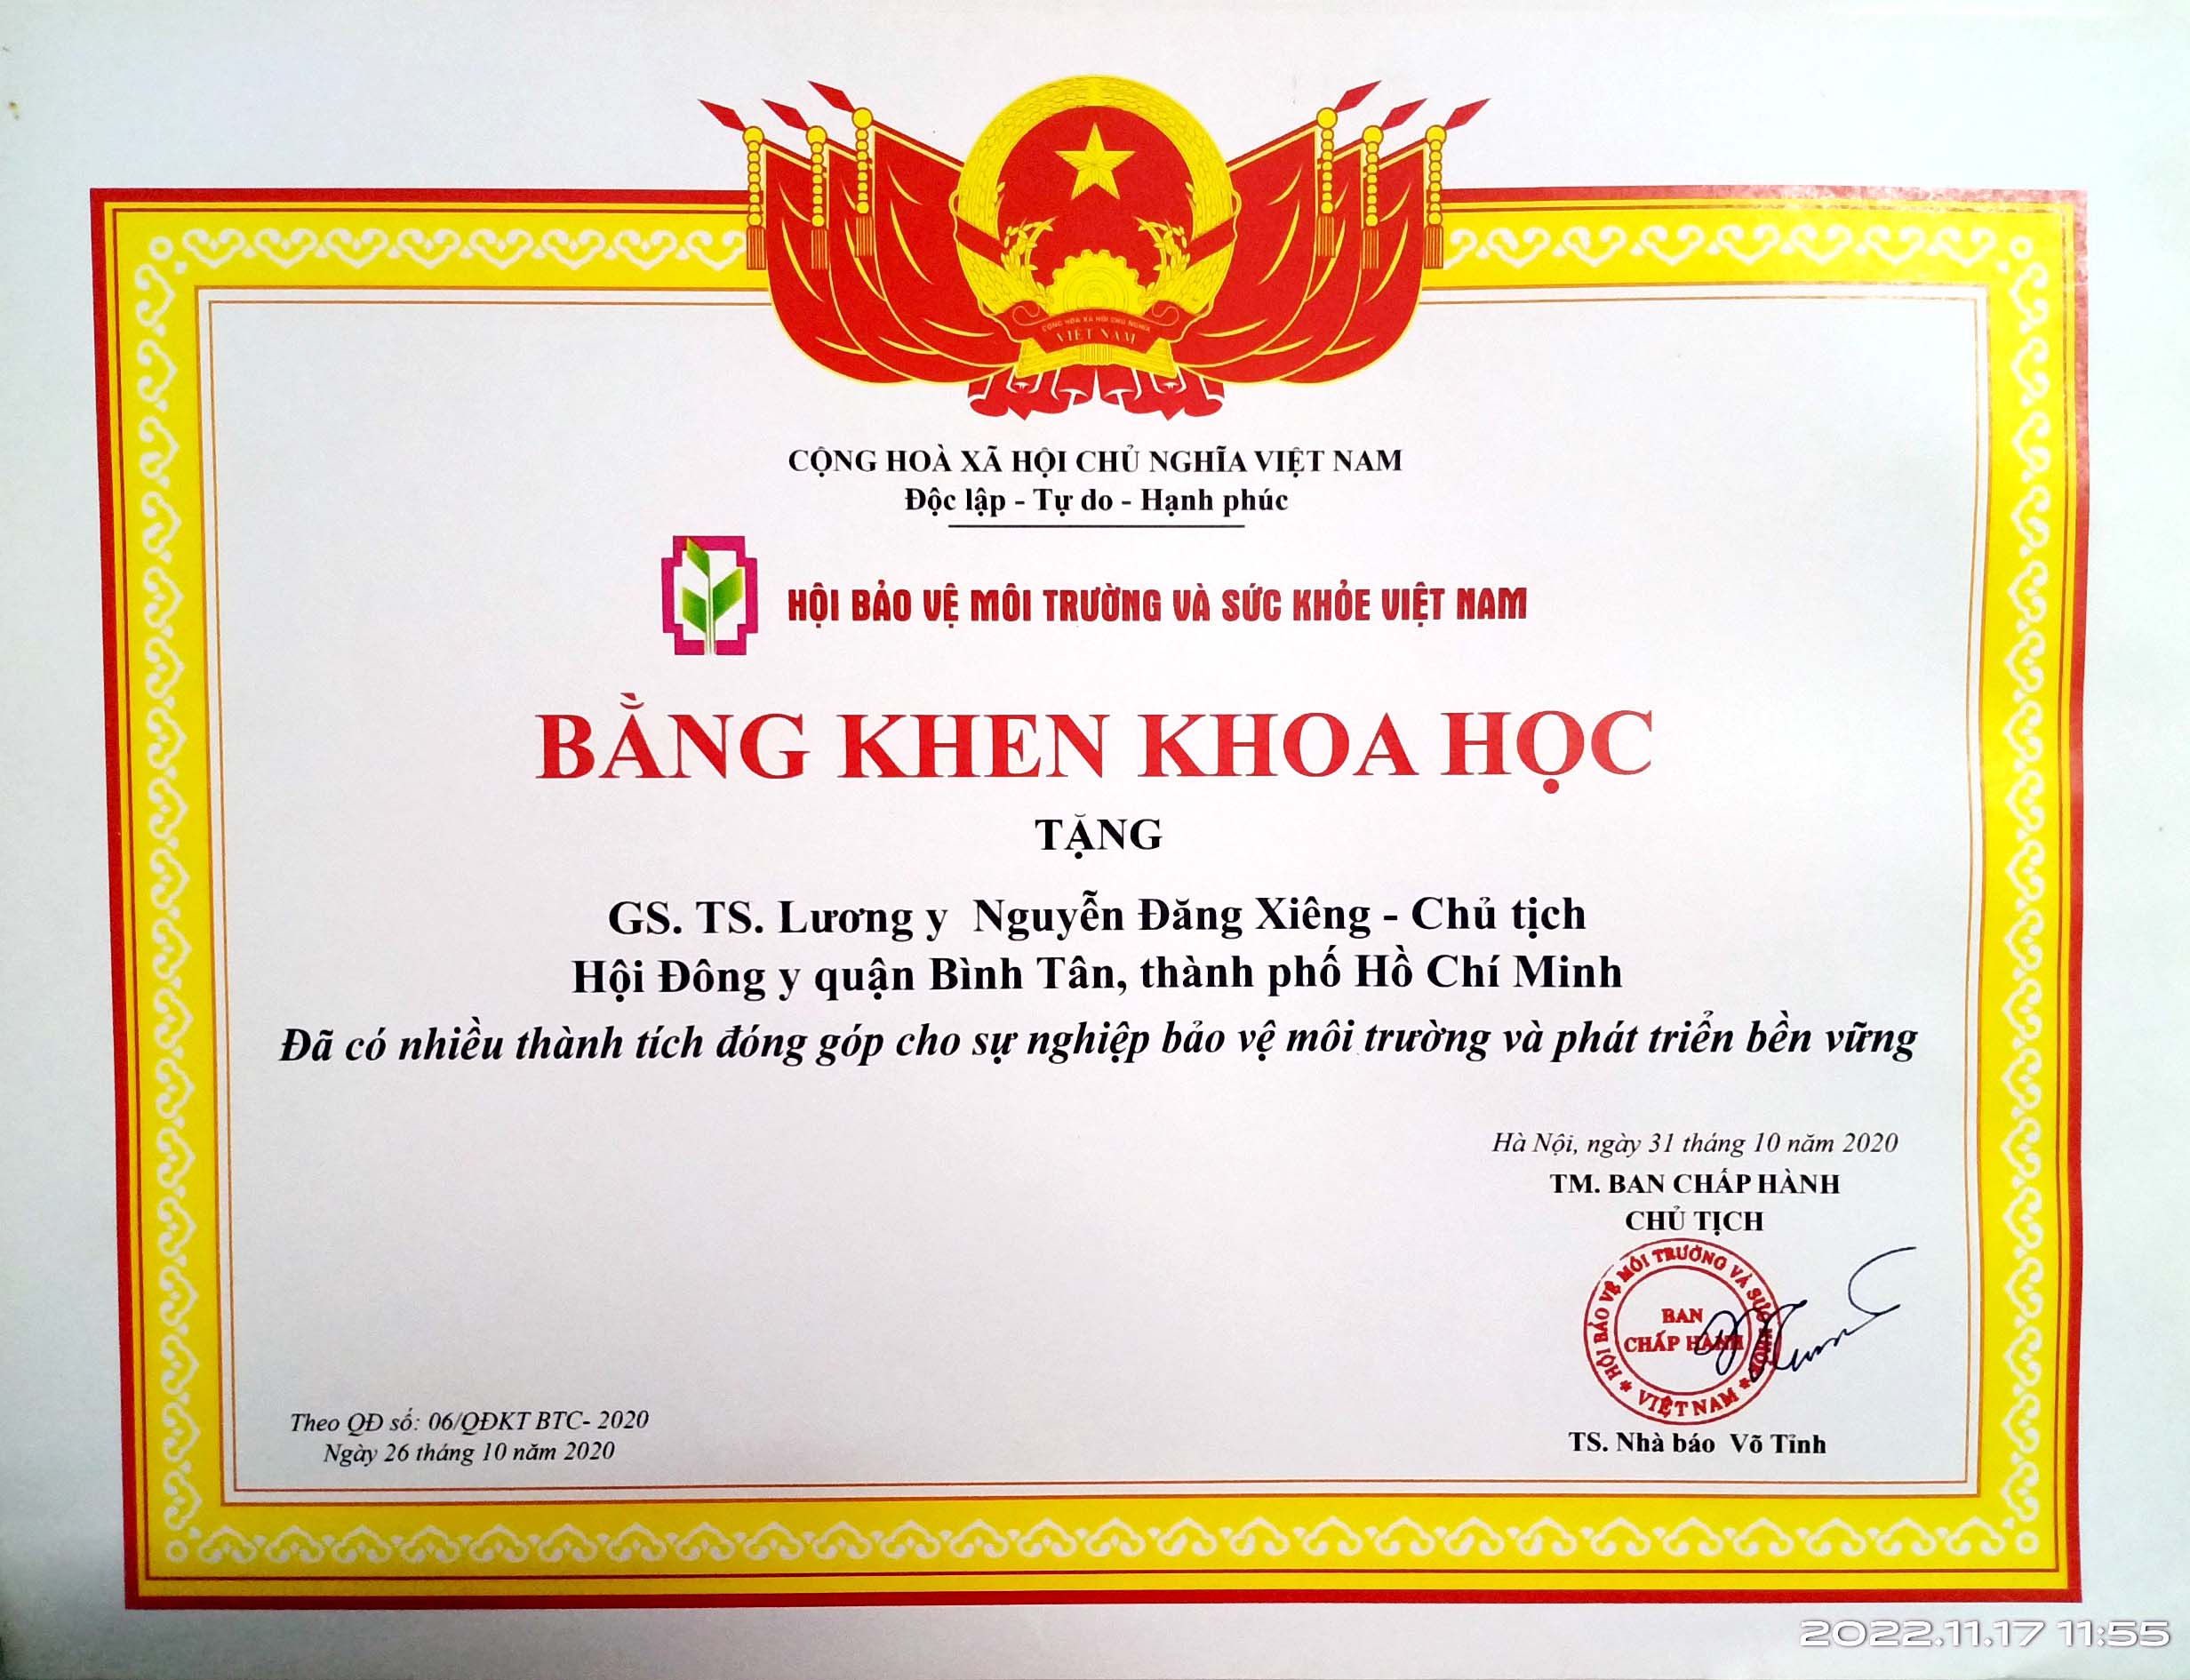 CỘNG HOÀ XÃ HỘI CHỦ NGHĨA
VIỆT NAM
CỘNG HOÀ XÃ HỘI CHỦ NGHĨA VIỆT NAM
Độc lập - Tự do - Hạnh phúc
HỘI BẢO VỆ MÔI TRƯỜNG VÀ SỨC KHỎE VIỆT NAM
BẰNG KHEN KHOA HỌC
TẶNG
GS. TS. Lương y Nguyễn Đăng Xiêng - Chủ tịch
Hội Đông y quận Bình Tân, thành phố Hồ Chí Minh
Đã có nhiều thành tích đóng góp cho sự nghiệp bảo vệ môi trường và phát triển bền vững
Hà Nội, ngày 31 tháng 10 năm 2020
TM. BAN CHẤP HÀNH
CHỦ TỊCH
HỘI BẢO VỆ MÔI TRƯỜNG VÀ SỨC KHỎE
BAN
CHẤP HÀNH
* VIỆT NAM *
TS. Nhà báo Võ Tỉnh
Theo QĐ số: 06/QĐKT BTC- 2020
Ngày 26 tháng 10 năm 2020
2022.11.17 11:55